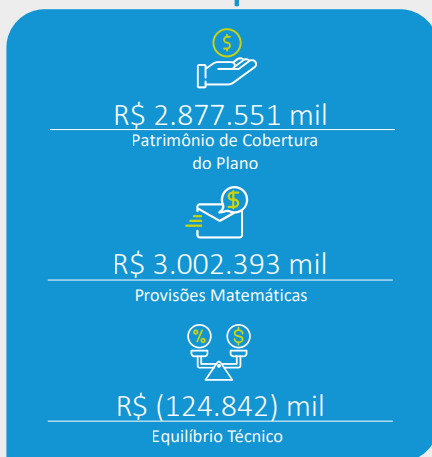 $
R$ 2.877.551 mil
Patrimônio de Cobertura
do Plano
$
R$ 3.002.393 mil
Provisões Matemáticas
% $
R$ (124.842) mil
Equilíbrio Técnico